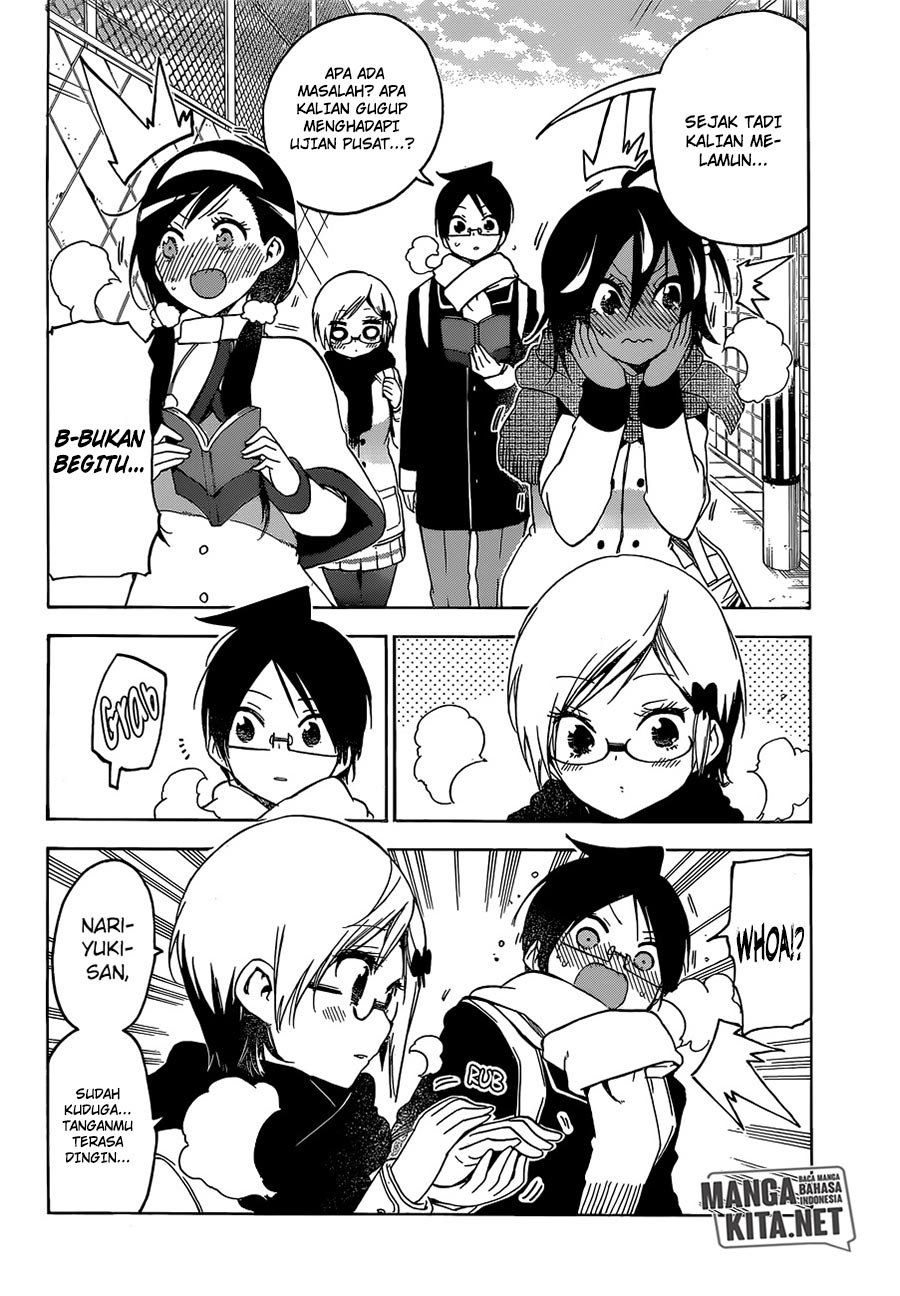 SEJAK TADI
KALIAN ME-
LAMUN...
APA ADA
MASALAH? APA
KALIAN GUGUP
MENGHADAPI
UJIAN PUSAT...?
B-BUKAN
BEGITU...
Grab
WHOA!?
RUB
NARI-
YUKI-
SAN,
SUDAH
KUDUGA...
TANGANMU
TERASA
DINGIN...
MANGA
KITA.NET
BACA MANGA
BAHASA
INDONESIA